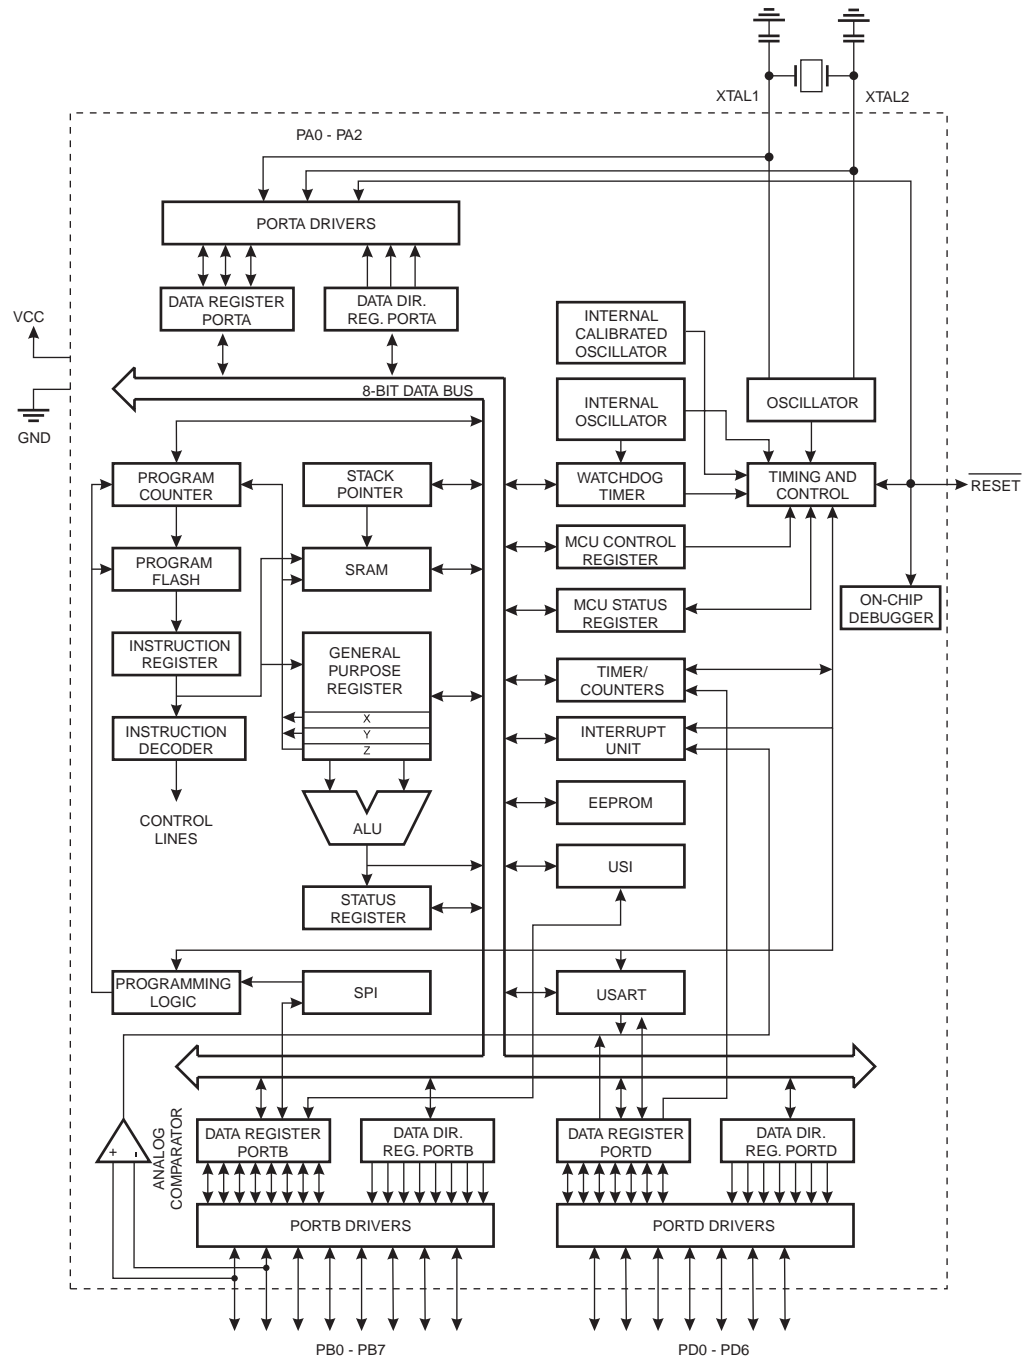 XTAL1
XTAL2
PA0 - PA2
PORTA DRIVERS
DATA REGISTER
PORTA
DATA DIR.
REG. PORTA
VCC
GND
8-BIT DATA BUS
INTERNAL
CALIBRATED
OSCILLATOR
INTERNAL
OSCILLATOR
OSCILLATOR
PROGRAM
COUNTER
STACK
POINTER
WATCHDOG
TIMER
TIMING AND
CONTROL
RESET
PROGRAM
FLASH
SRAM
MCU CONTROL
REGISTER
MCU STATUS
REGISTER
ON-CHIP
DEBUGGER
INSTRUCTION
REGISTER
GENERAL
PURPOSE
REGISTER
X
Y
Z
TIMER/
COUNTERS
INSTRUCTION
DECODER
INTERRUPT
UNIT
CONTROL
LINES
ALU
EEPROM
USI
STATUS
REGISTER
PROGRAMMING
LOGIC
SPI
USART
ANALOG
COMPARATOR
+
-
DATA REGISTER
PORTB
DATA DIR.
REG. PORTB
DATA REGISTER
PORTD
DATA DIR.
REG. PORTD
PORTB DRIVERS
PORTD DRIVERS
PB0 - PB7
PD0 - PD6